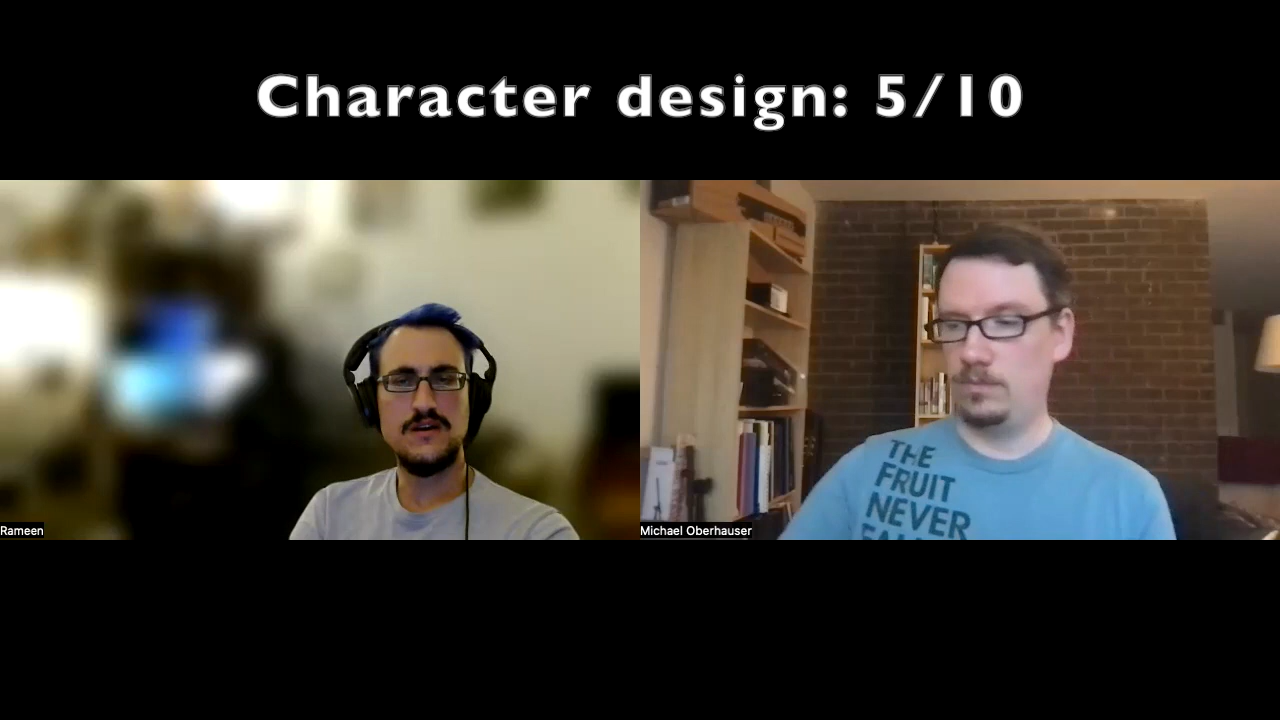 Character design: 5/10
THE
FRUIT
NEVER
Rameen
Michael Oberhauser